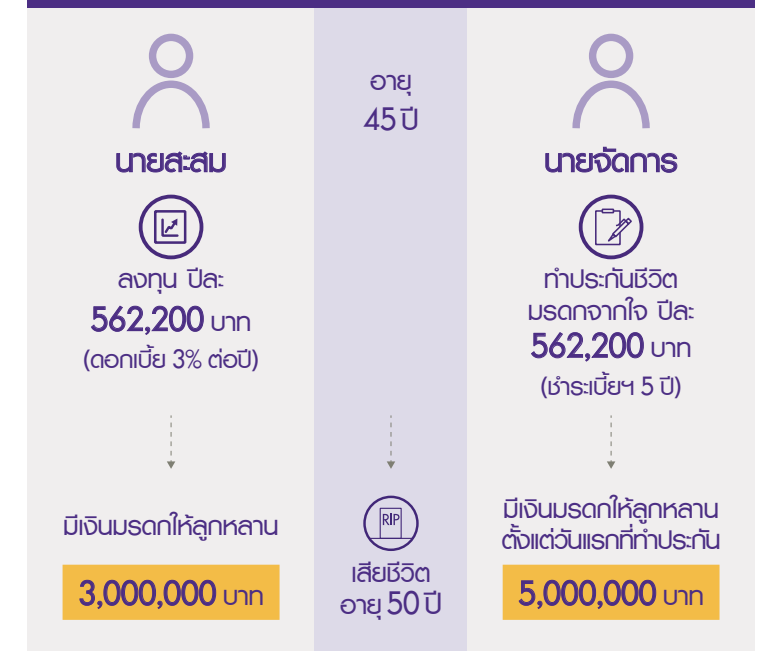 นายสะสม
ลงทุน ปีละ
562,200 บาท
(ดอกเบี้ย 3% ต่อปี)
มีเงินมรดกให้ลูกหลาน
3,000,000 บาท
อายุ
45 ปี
RIP
เสียชีวิต
อายุ 50 ปี
นายจัดการ
ทำประกันชีวิต
มรดกจากใจ ปีละ
562,200 บาท
(ชำระเบี้ยฯ 5 ปี)
มีเงินมรดกให้ลูกหลาน
ตั้งแต่วันแรกที่ทำประกัน
5,000,000 บาท